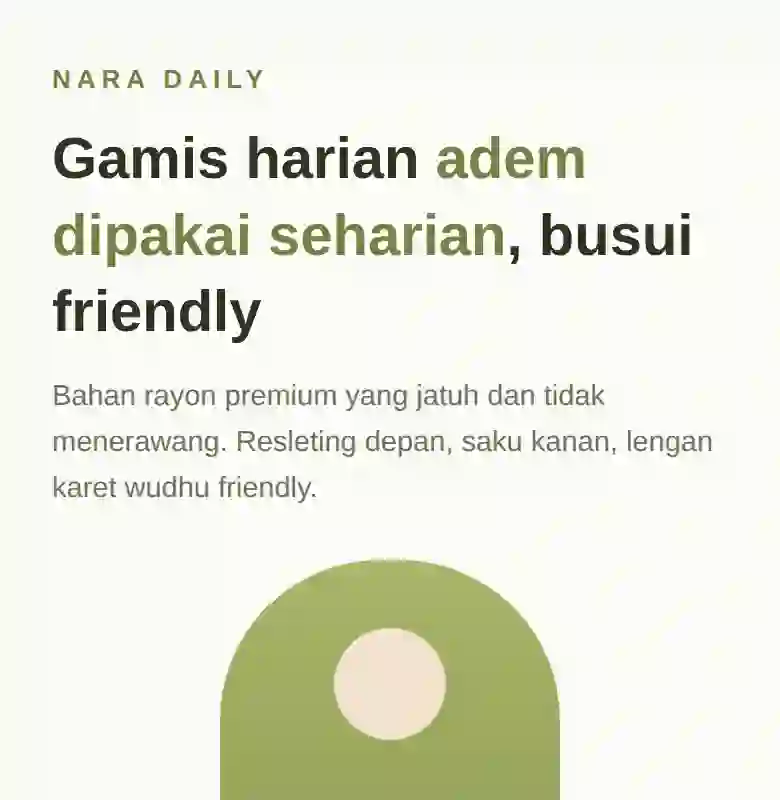 NARA DAILY
Gamis harian adem
dipakai seharian, busui
friendly
Bahan rayon premium yang jatuh dan tidak
menerawang. Resleting depan, saku kanan, lengan
karet wudhu friendly.